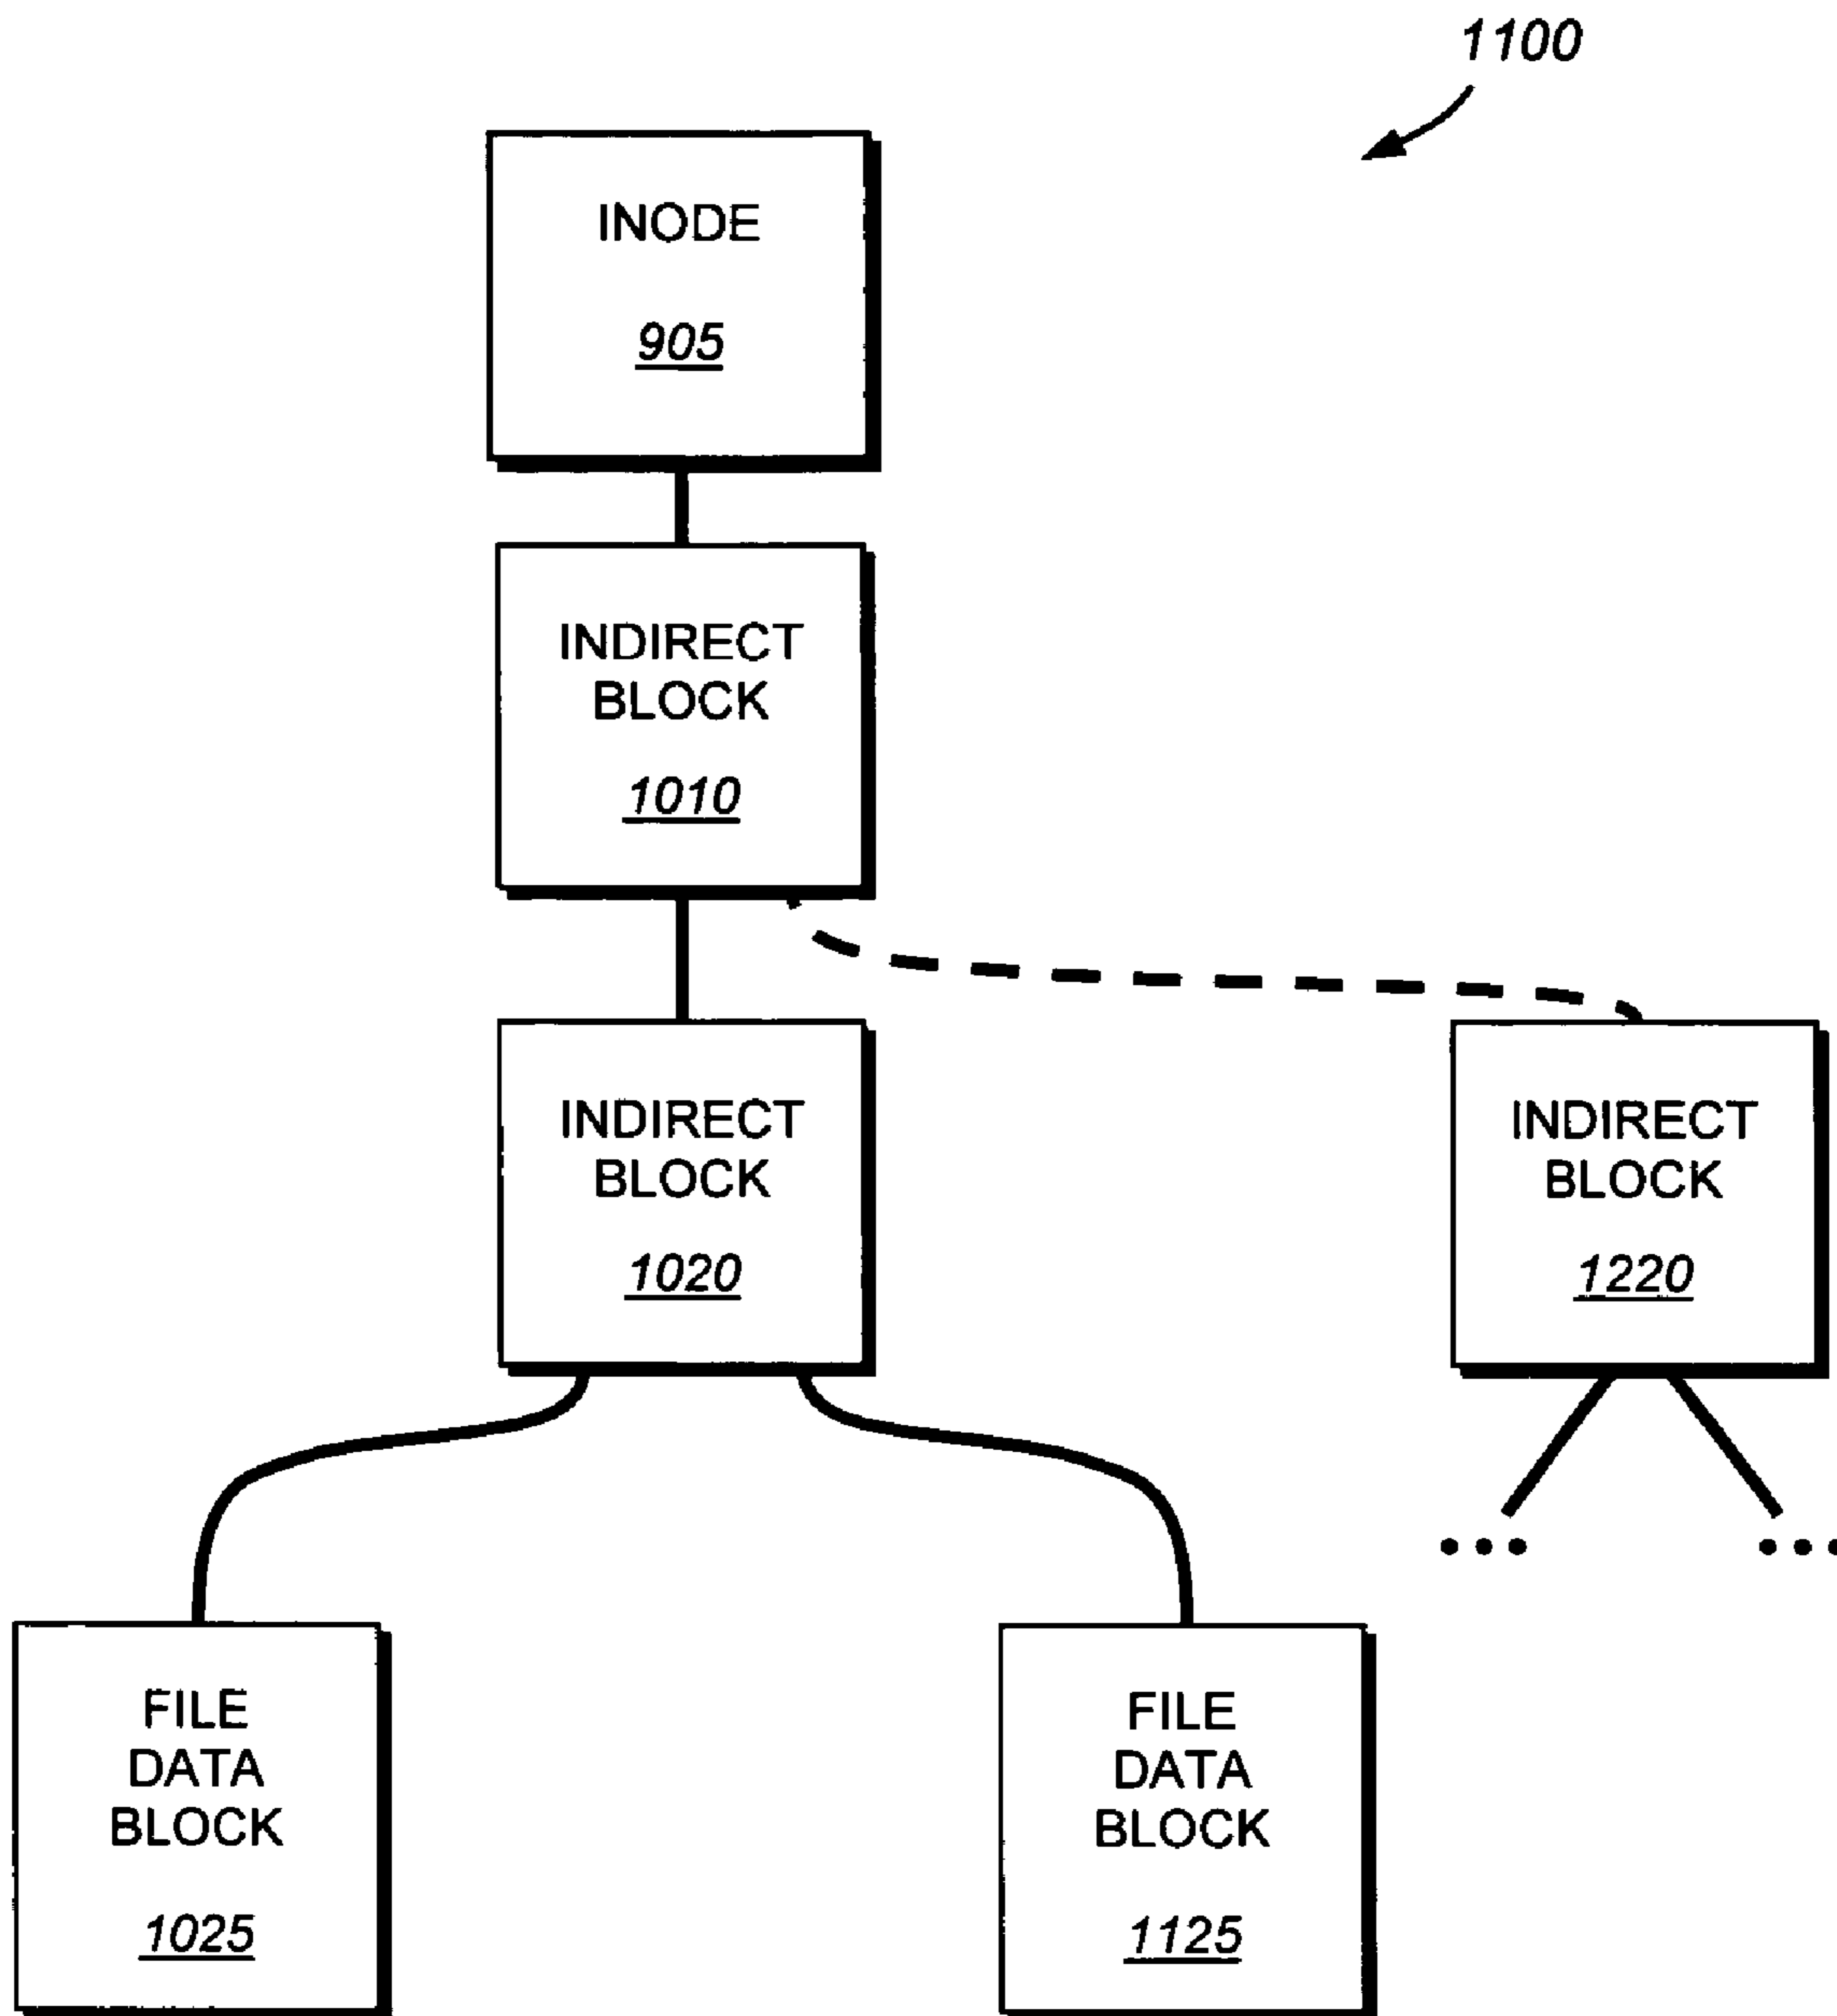 1100
INODE
905
INDIRECT
BLOCK
1010
INDIRECT
BLOCK
1020
INDIRECT
BLOCK
1220
FILE
DATA
BLOCK
1025
FILE
DATA
BLOCK
1125